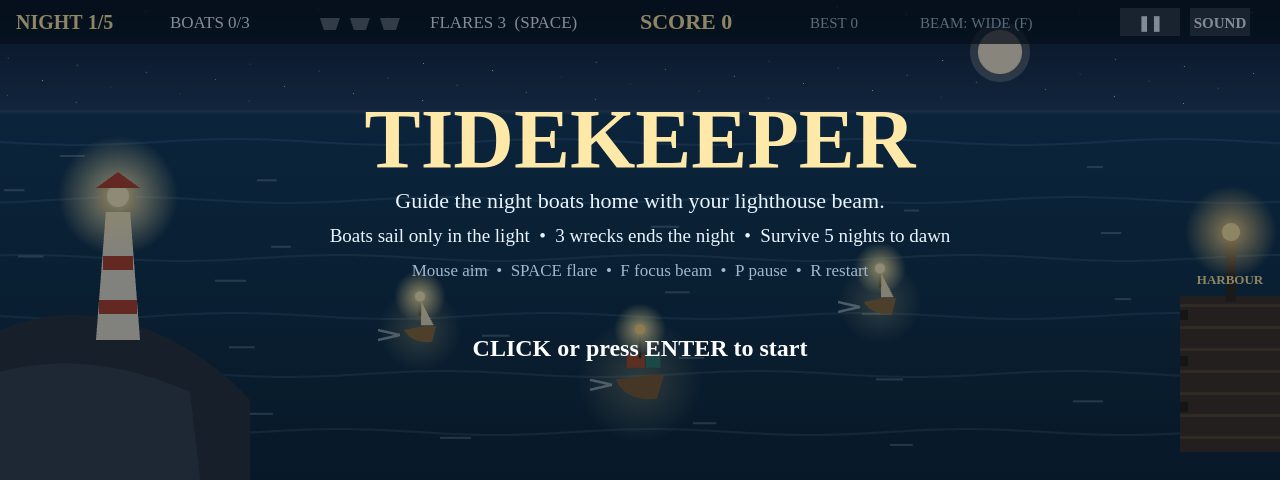 NIGHT 1/5 BOATS 0/3 FLARES 3 (SPACE) SCORE 0 BEST 0 BEAM: WIDE (F) SOUND
TIDEKEEPER
Guide the night boats home with your lighthouse beam.
Boats sail only in the light • 3 wrecks ends the night • Survive 5 nights to dawn
Mouse aim • SPACE flare • F focus beam • P pause • R restart
HARBOUR
CLICK or press ENTER to start